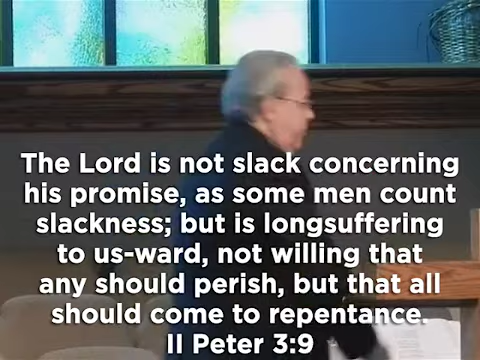 The Lord is not slack concerning
his promise, as some men count
slackness; but is longsuffering
to us-ward, not willing that
any should perish, but that all
should come to repentance.
II Peter 3:9